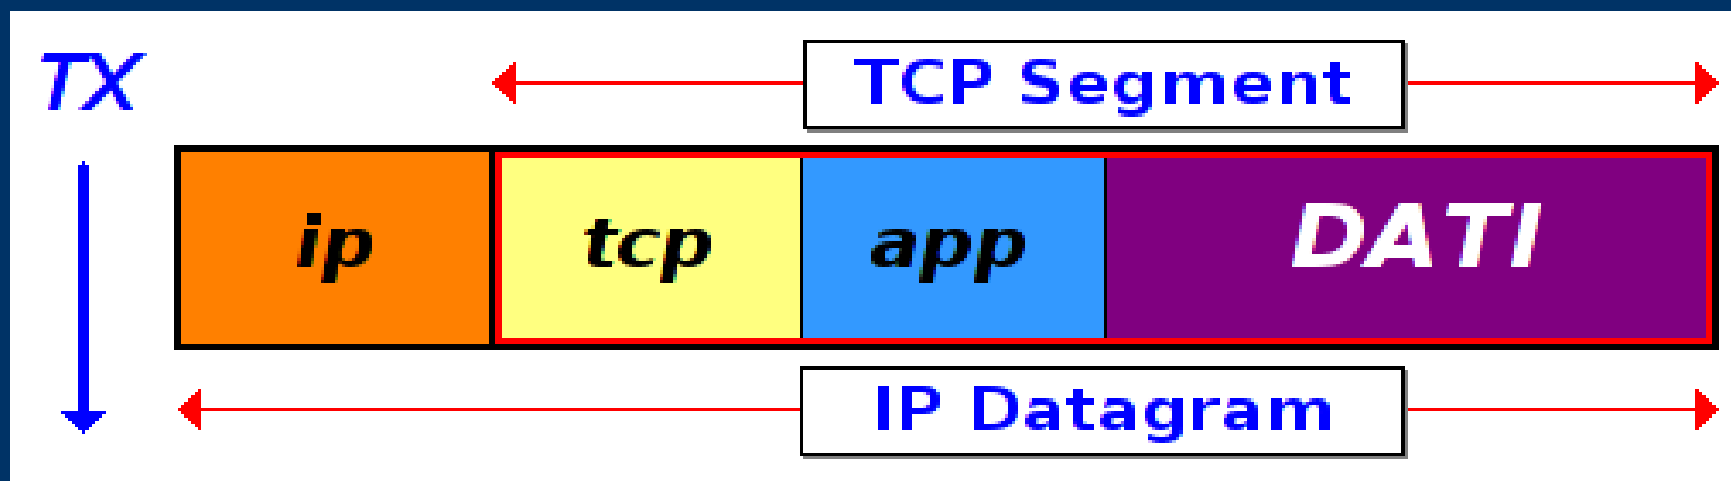 TX
TCP Segment
ip tcp app DATI
IP Datagram